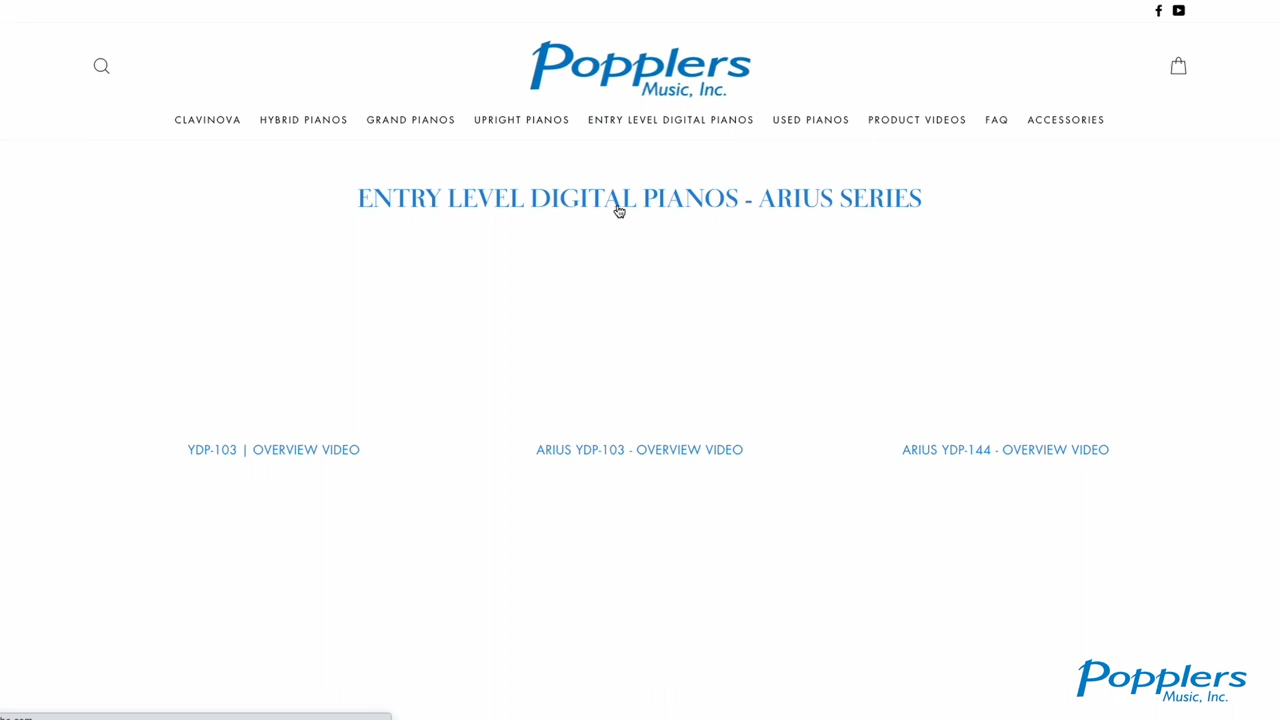 Popplers
Music, Inc.
CLAVINOVA HYBRID PIANOS GRAND PIANOS UPRIGHT PIANOS ENTRY LEVEL DIGITAL PIANOS USED PIANOS PRODUCT VIDEOS FAQ ACCESSORIES
ENTRY LEVEL DIGITAL PIANOS - ARIUS SERIES
YDP-103 | OVERVIEW VIDEO ARIUS YDP-103 - OVERVIEW VIDEO ARIUS YDP-144 - OVERVIEW VIDEO
Popplers
Music, Inc.